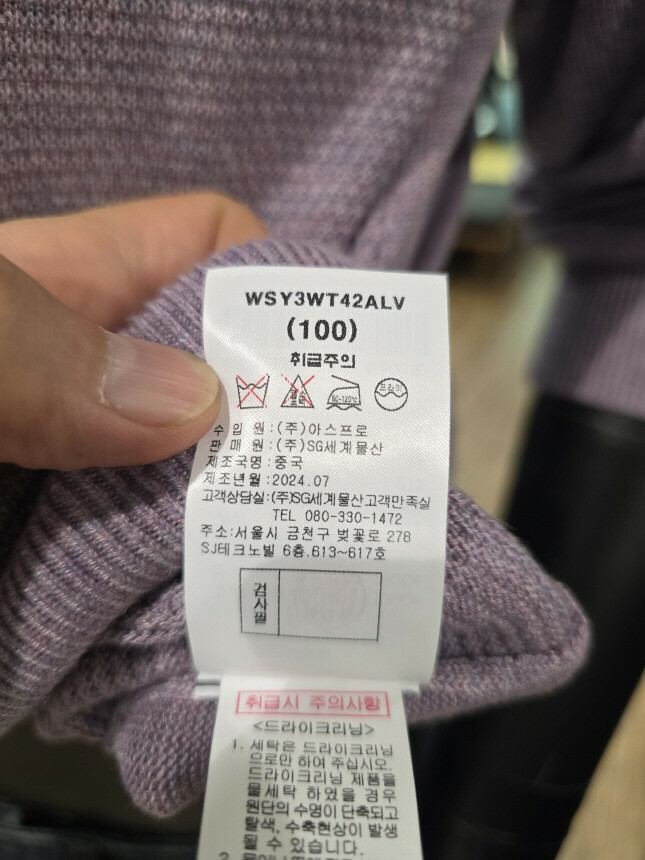 WSY3WT42ALV
(100)
취급주의
80-120℃
드라이
수 입 원 : (주)아스프로
판 매 원 : (주)SG세계물산
제조국명 : 중국
제조년월 : 2024.07
고객상담실:(주)SG세계물산고객만족실
TEL 080-330-1472
주소:서울시 금천구 벚꽃로 278
SJ테크노빌 6층.613~617호
검사필
취급시 주의사항
<드라이크리닝>
1. 세탁은 드라이크리닝
으로만 하여 주십시오.
드라이크리닝 제품을
물세탁 하였을 경우
원단의 수명이 단축되고
탈색, 수축현상이 발생
될 수 있습니다.
2.